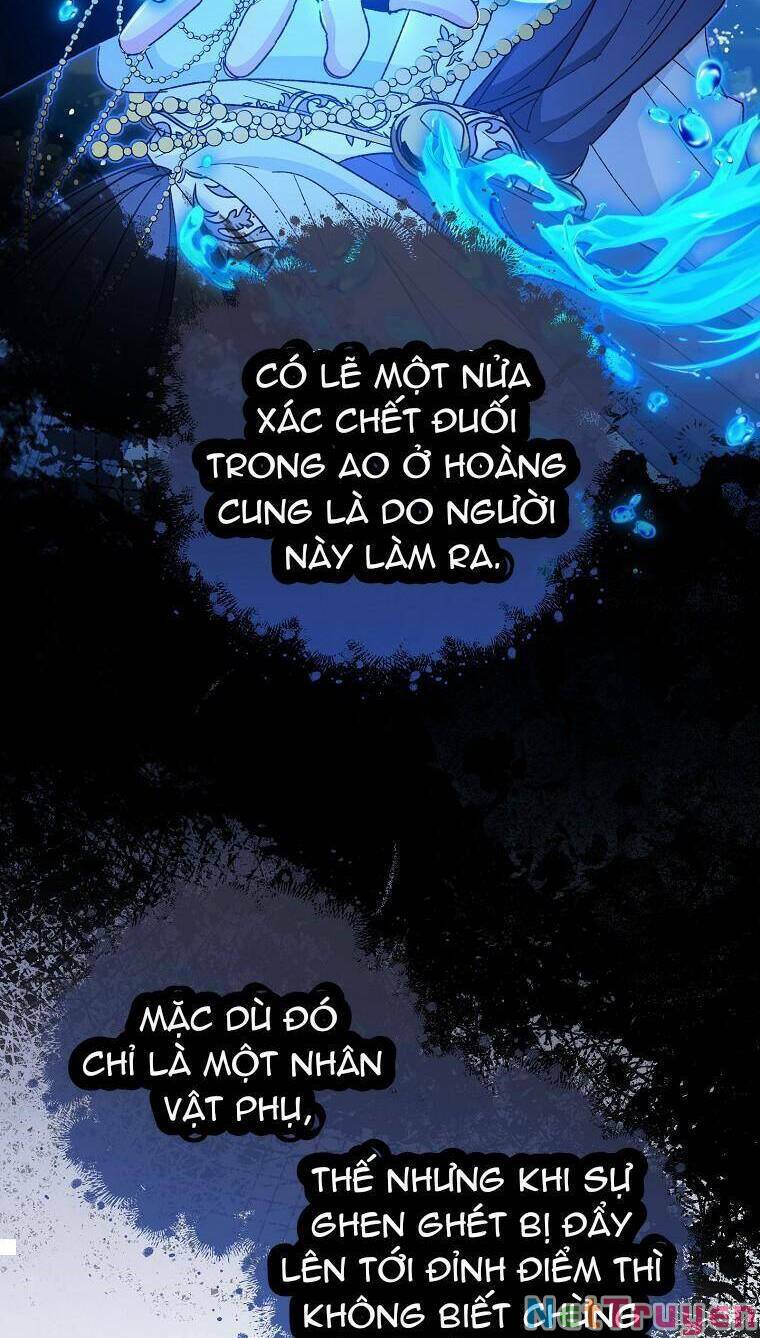 CÓ LẼ MỘT NỬA
XÁC CHẾT ĐUỐI
TRONG AO Ở HOÀNG
CUNG LÀ DO NGƯỜI
NÀY LÀM RA.
MẶC DÙ ĐÓ
CHỈ LÀ MỘT NHÂN
VẬT PHỤ,
THẾ NHƯNG KHI SỰ
GHEN GHÉT BỊ ĐẨY
LÊN TỚI ĐỈNH ĐIỂM THÌ
KHÔNG BIẾT CHỪNG
NetTruyen